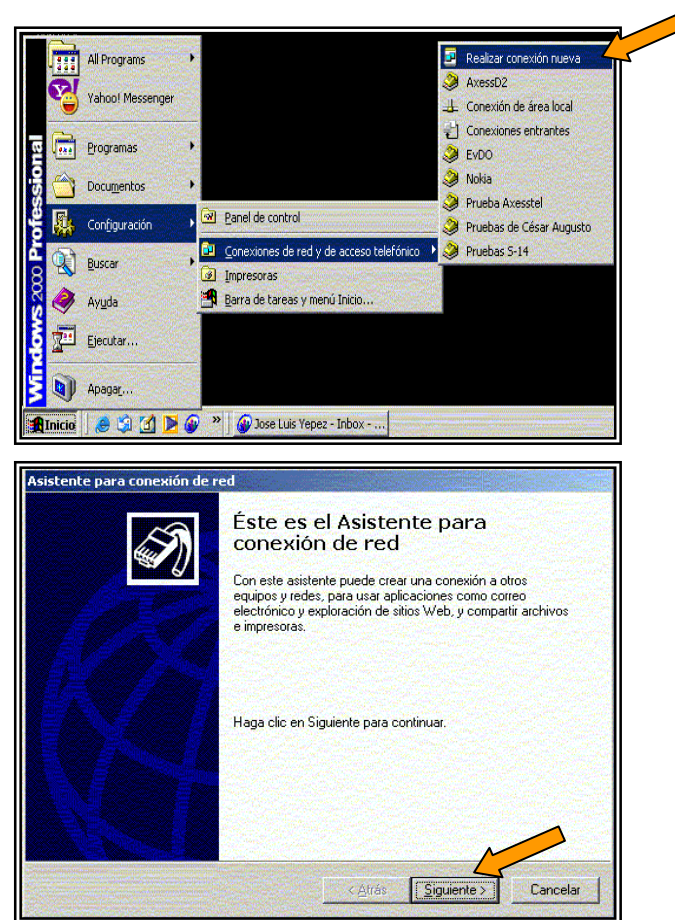 All Programs
Yahoo! Messenger
Programas
Documentos
Configuración
Buscar
Ayuda
Ejecutar...
Apagar...
Windows 2000 Professional
Panel de control
Conexiones de red y de acceso telefónico
Impresoras
Barra de tareas y menú Inicio...
Realizar conexión nueva
AxessD2
Conexión de área local
Conexiones entrantes
EvDO
Nokia
Prueba Axesstel
Pruebas de César Augusto
Pruebas S-14
Inicio
» Jose Luis Yepez - Inbox - ...
Asistente para conexión de red
Éste es el Asistente para
conexión de red
Con este asistente puede crear una conexión a otros
equipos y redes, para usar aplicaciones como correo
electrónico y exploración de sitios Web, y compartir archivos
e impresoras.
Haga clic en Siguiente para continuar.
< Atrás Siguiente > Cancelar